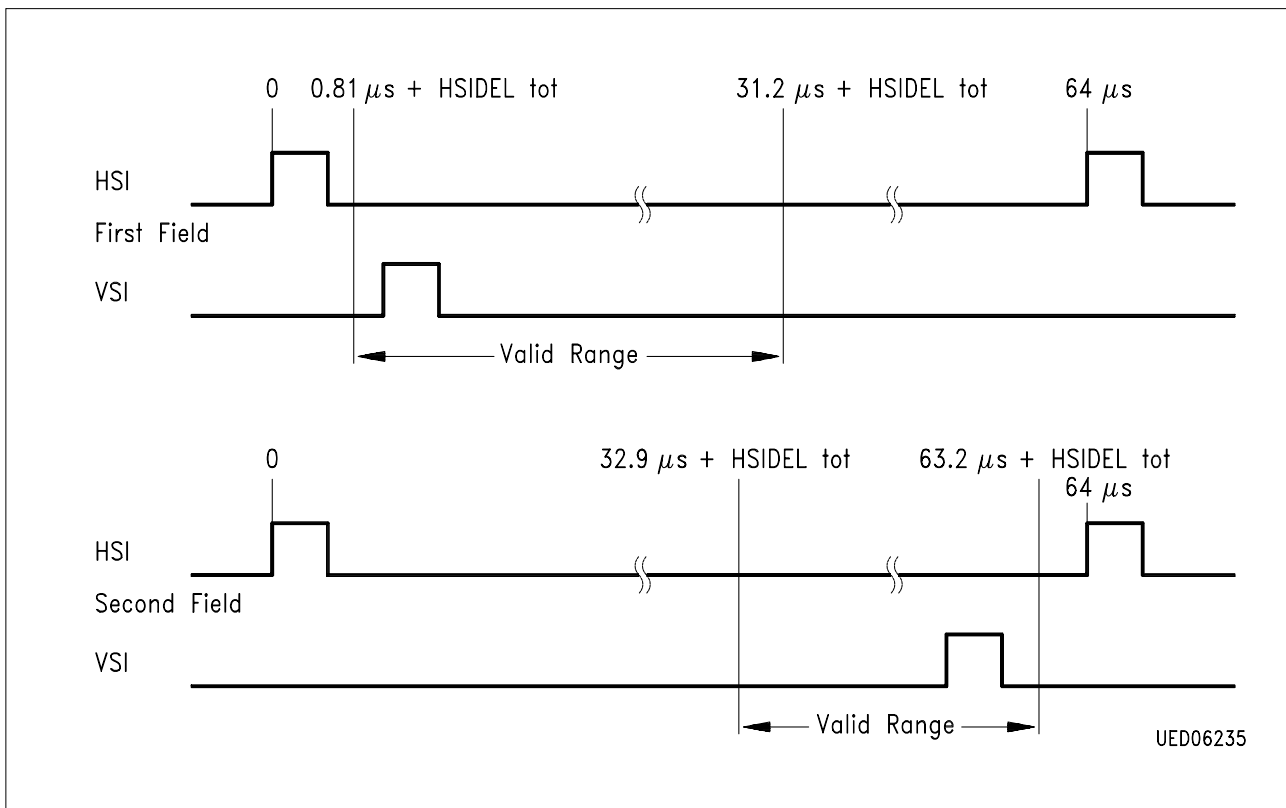 0 0.81 μs + HSIDEL tot 31.2 μs + HSIDEL tot 64 μs
HSI
First Field
VSI
Valid Range
0 32.9 μs + HSIDEL tot 63.2 μs + HSIDEL tot
64 μs
HSI
Second Field
VSI
Valid Range
UED06235